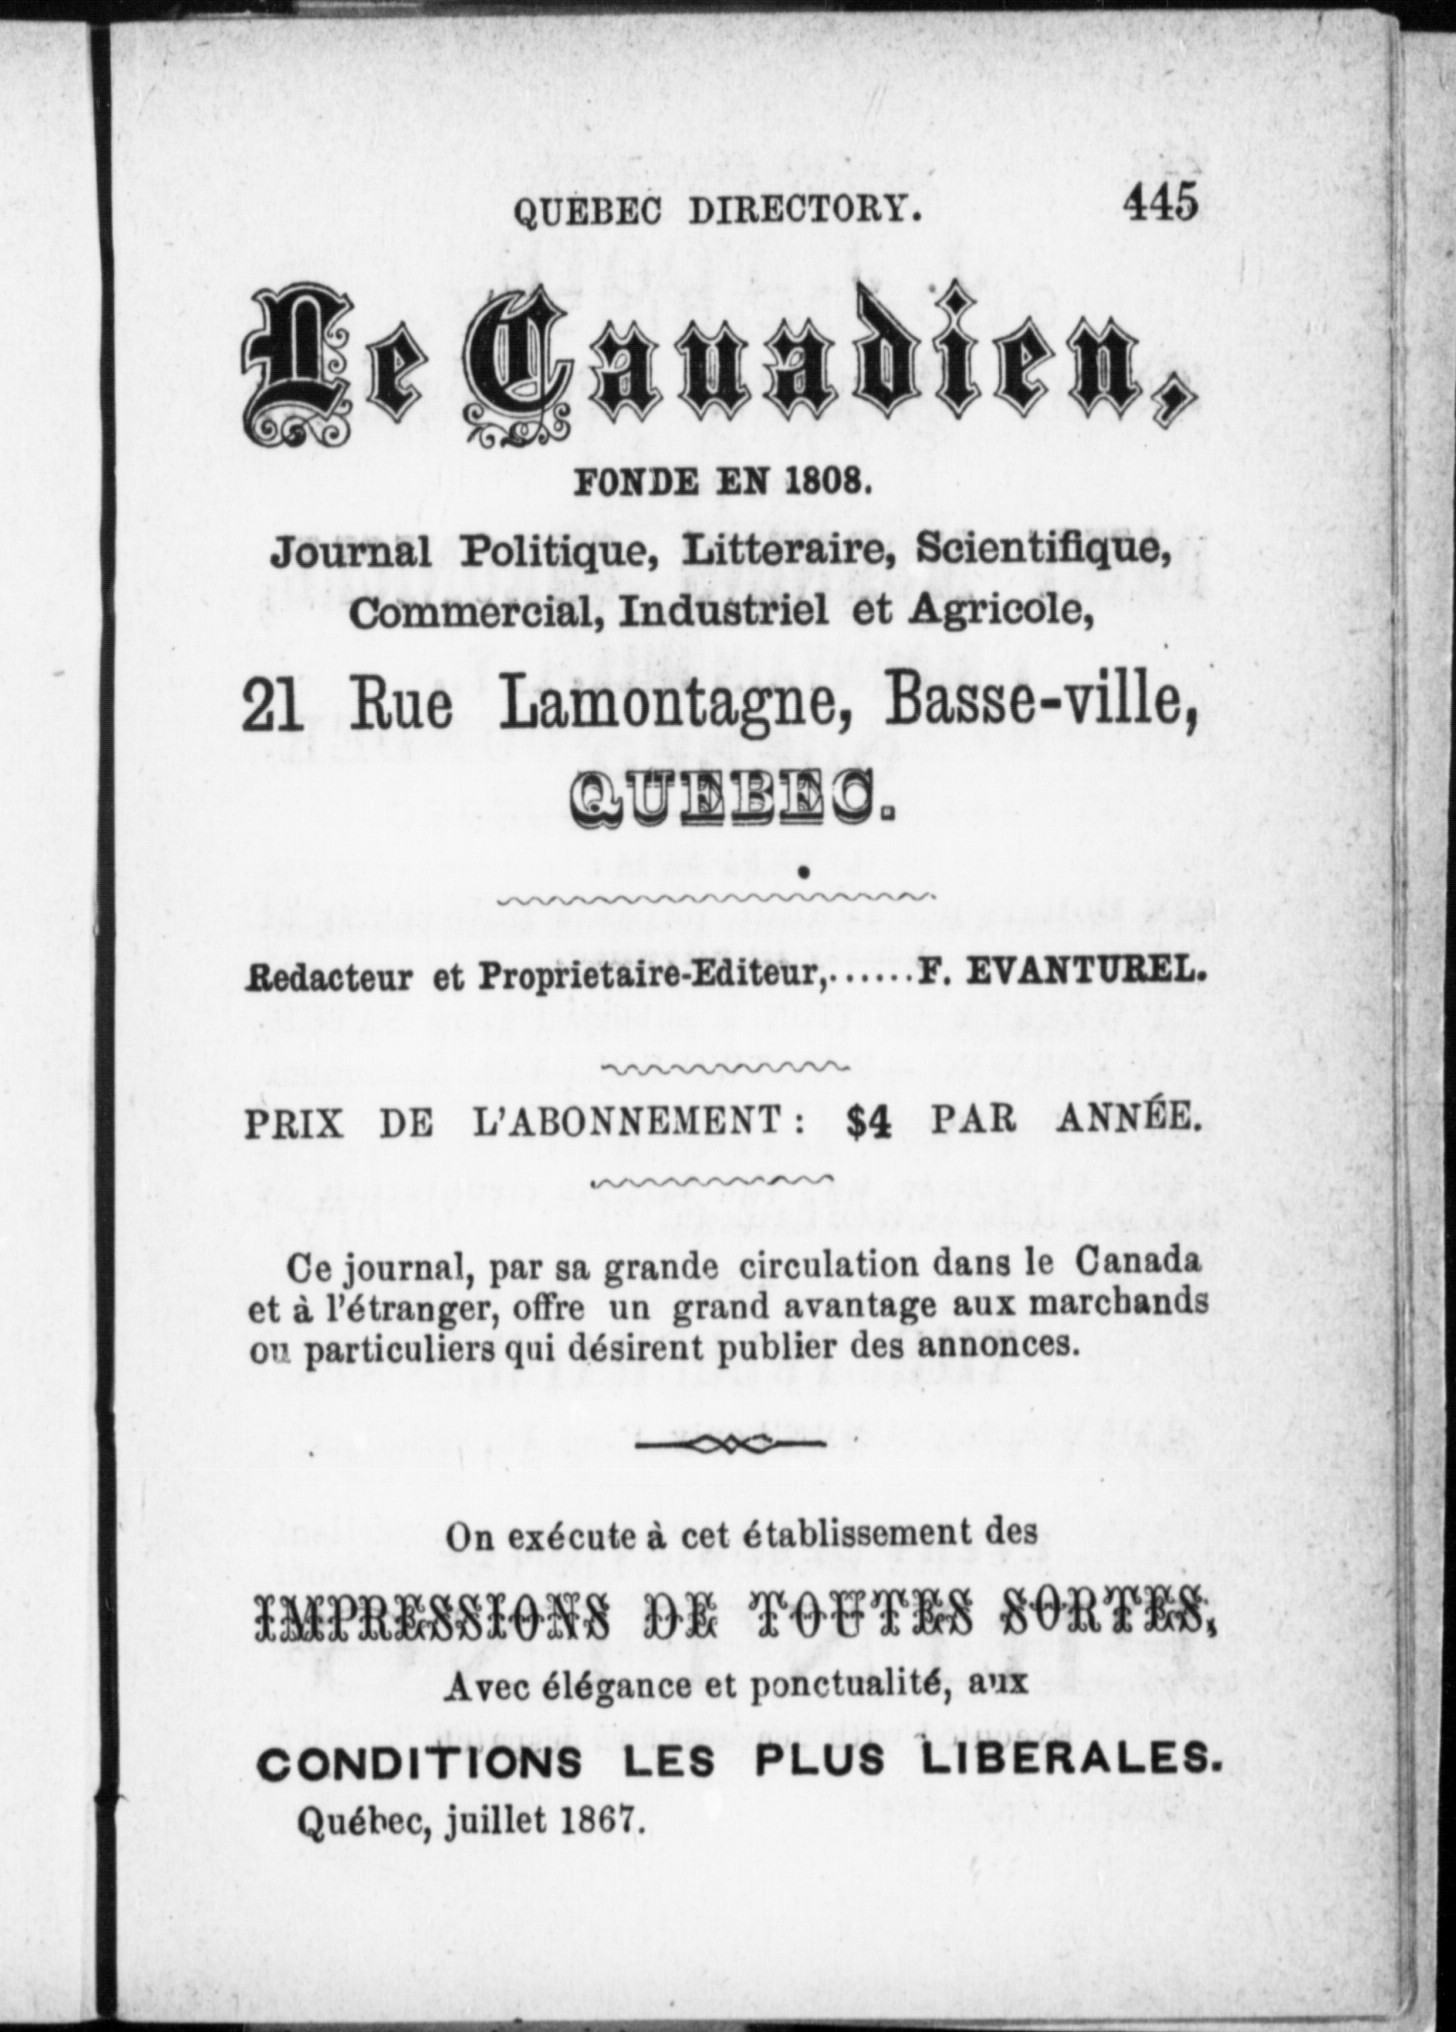 QUEBEC DIRECTORY. 445
Le Cauadien,
FONDE EN 1808.
Journal Politique, Litteraire, Scientifique,
Commercial, Industriel et Agricole,
21 Rue Lamontagne, Basse-ville,
QUEBEC.
Redacteur et Proprietaire-Editeur,......F. EVANTUREL.
PRIX DE L'ABONNEMENT: $4 PAR ANNÉE.
Ce journal, par sa grande circulation dans le Canada
et à l'étranger, offre un grand avantage aux marchands
ou particuliers qui désirent publier des annonces.
On exécute à cet établissement des
IMPRESSIONS DE TOUTES SORTES,
Avec élégance et ponctualité, aux
CONDITIONS LES PLUS LIBERALES.
Québec, juillet 1867.